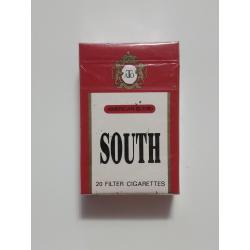 AMERICAN BLEND
SOUTH
20 FILTER CIGARETTES